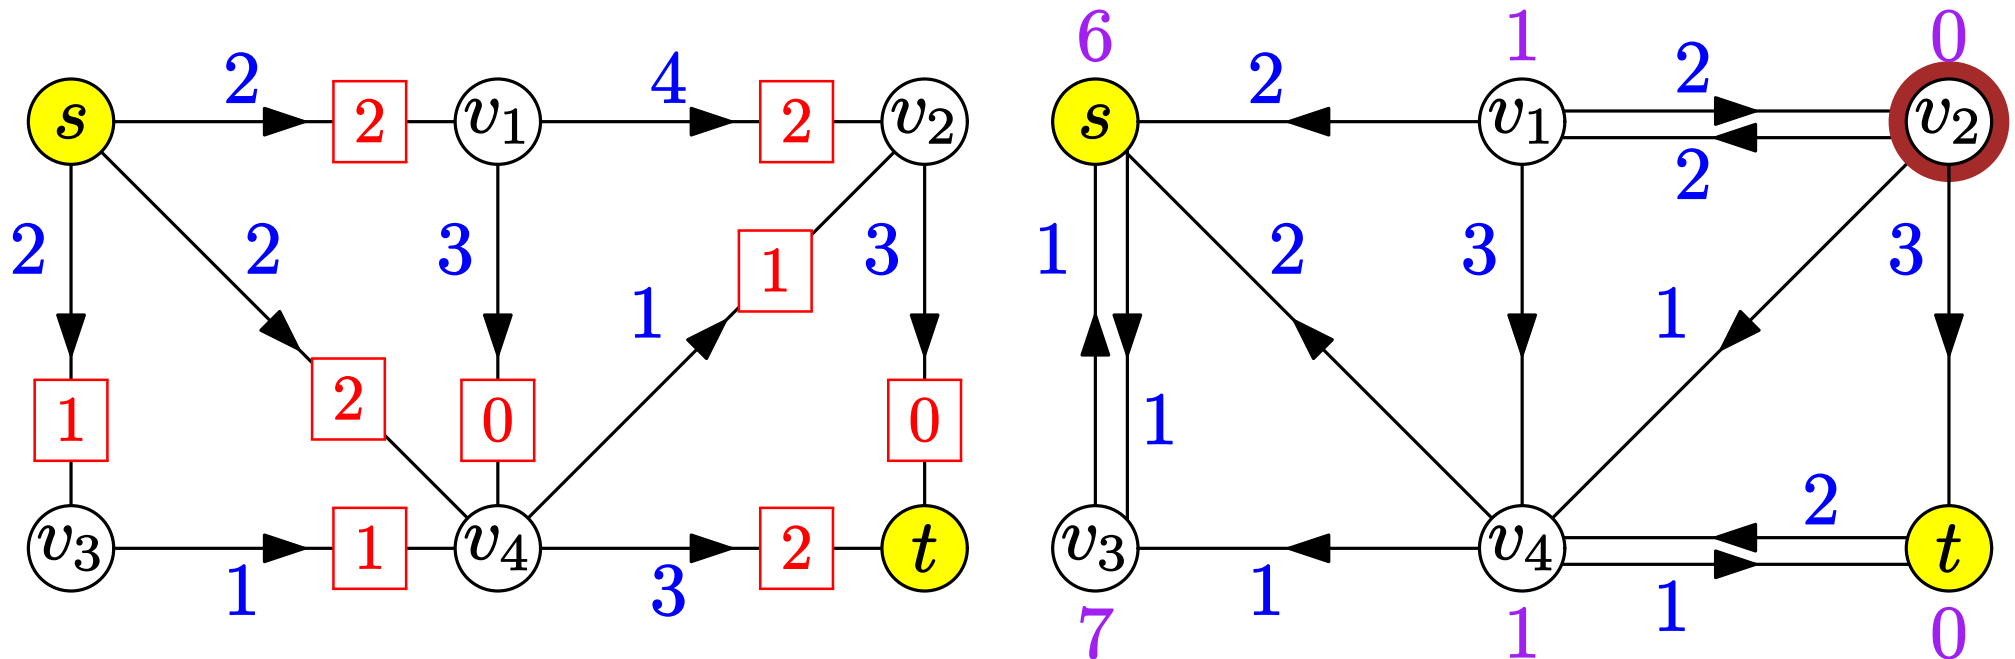 6 1 0
2 4 2 2
s 2 v₁ 2 v₂ s v₁ v₂
2
2 2 3 1 3 1 2 3 1 3
1
2 1
1 0 0 1
2
v₃ 1 v₄ 2 t v₃ v₄ t
1 3 1 1
7 1 0